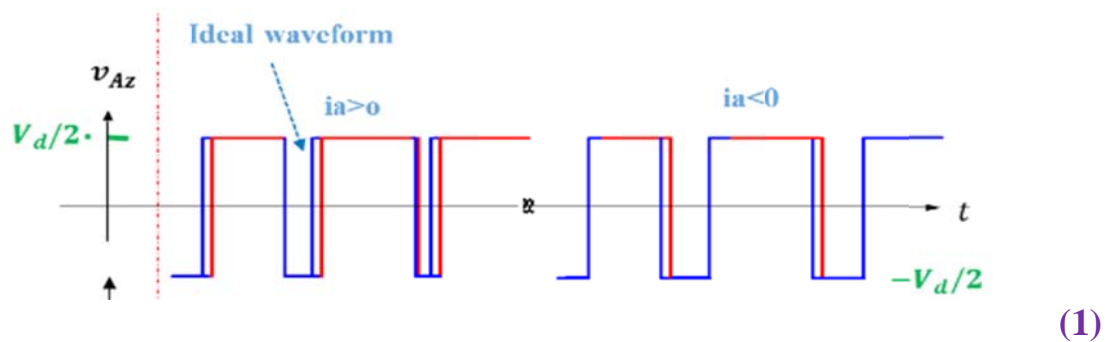 Ideal waveform
v_Az
ia>o
ia<0
V_d/2
t
-V_d/2
(1)